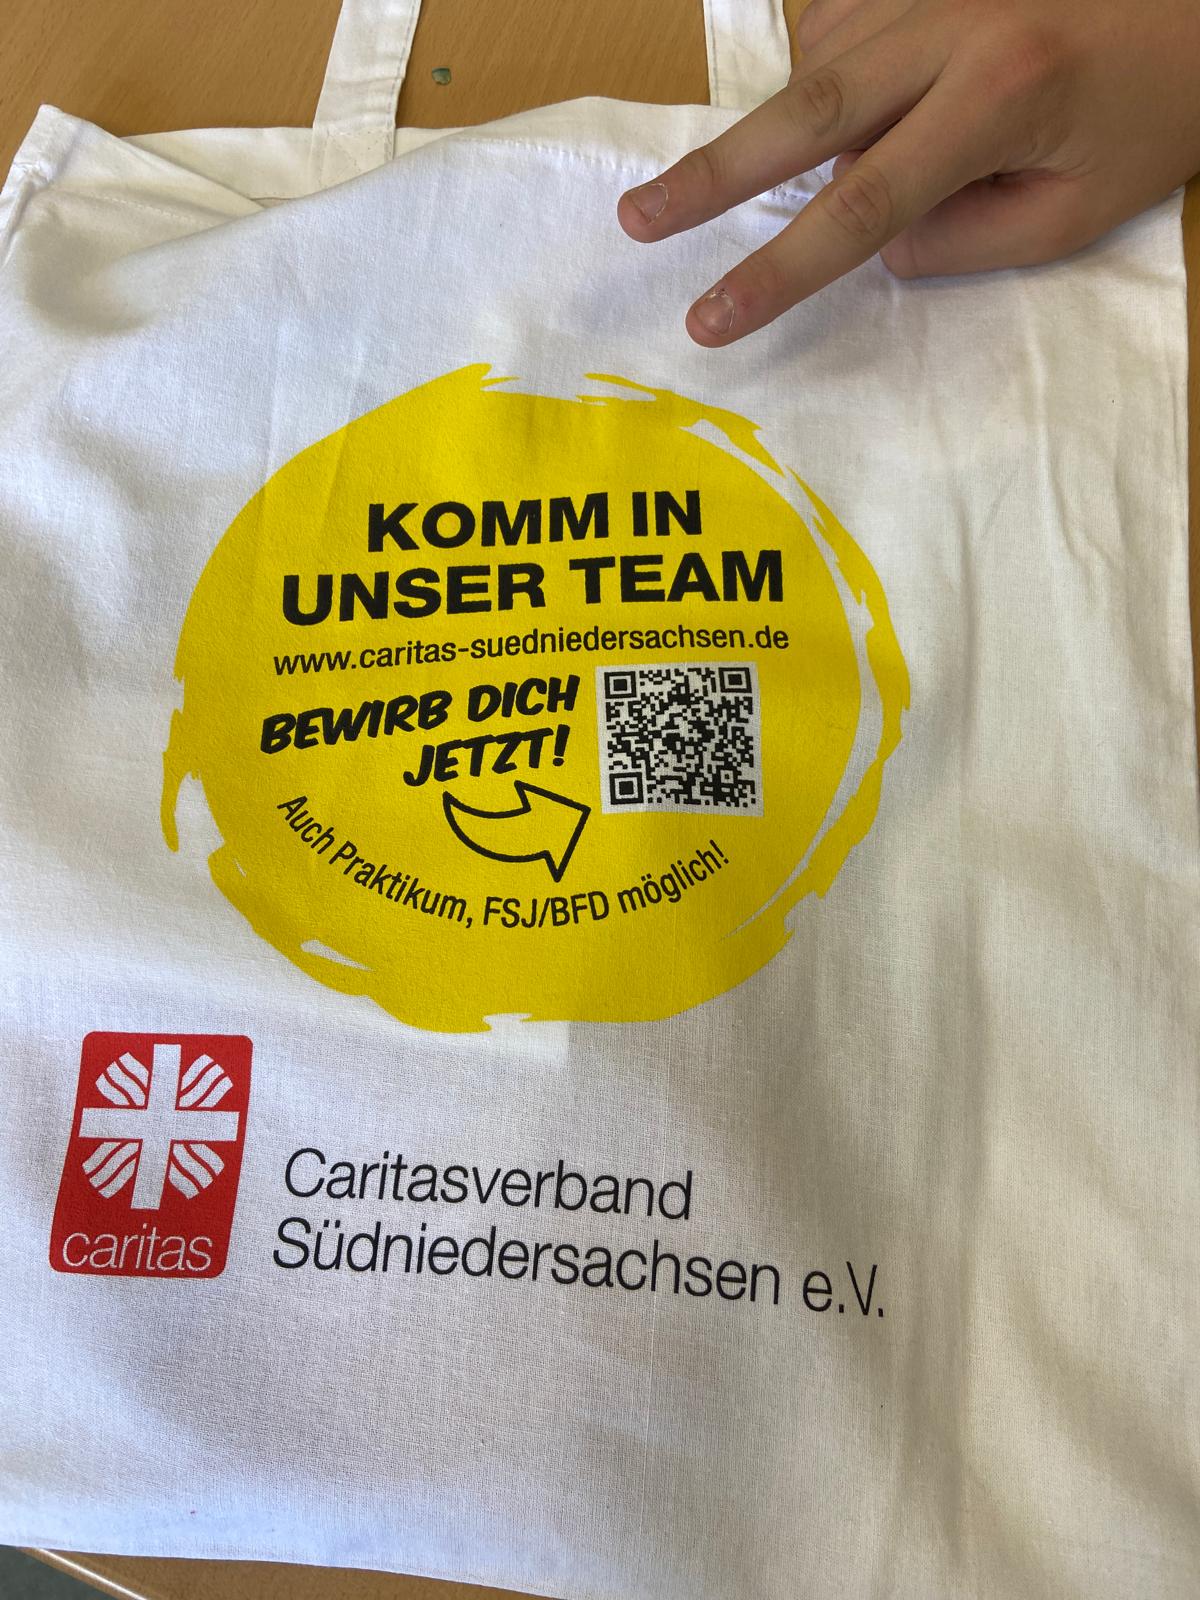 KOMM IN
UNSER TEAM
www.caritas-suedniedersachsen.de
BEWIRB DICH
JETZT!
Auch Praktikum, FSJ/BFD möglich!
caritas
Caritasverband
Südniedersachsen e.V.